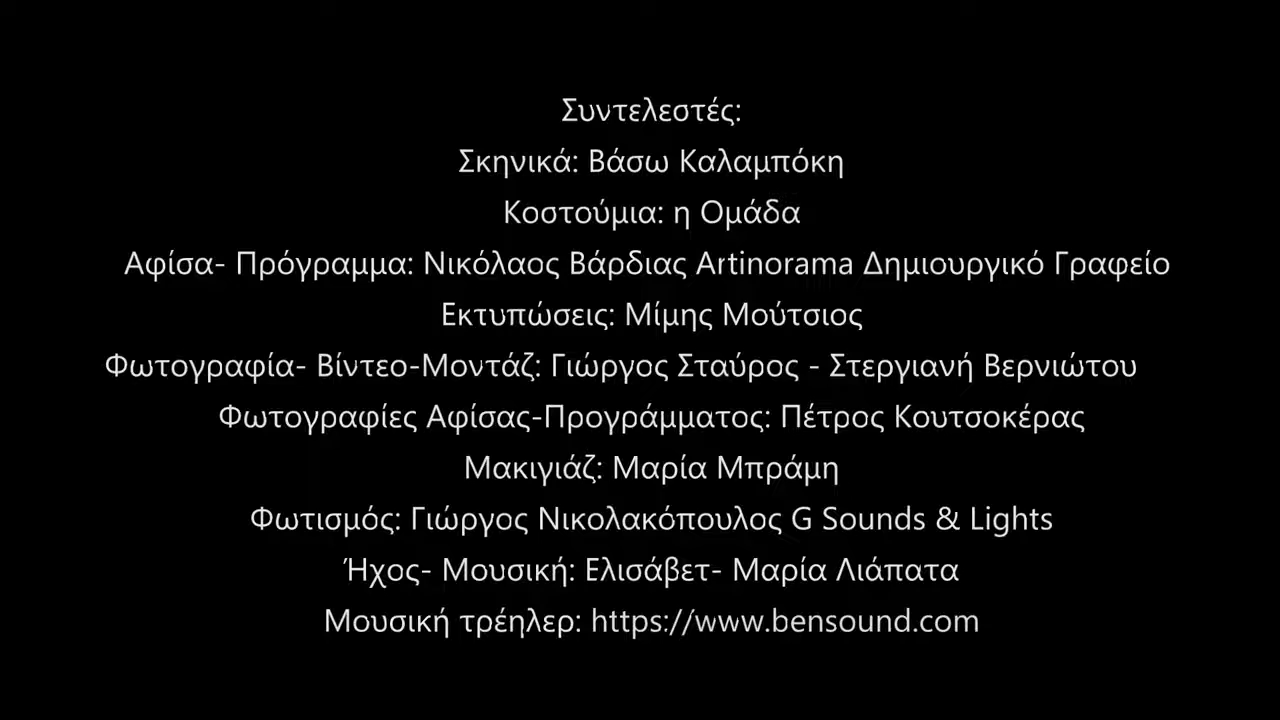 Συντελεστές:
Σκηνικά: Βάσω Καλαμπόκη
Κοστούμια: η Ομάδα
Αφίσα- Πρόγραμμα: Νικόλαος Βάρδιας Artinorama Δημιουργικό Γραφείο
Εκτυπώσεις: Μίμης Μούτσιος
Φωτογραφία- Βίντεο-Μοντάζ: Γιώργος Σταύρος - Στεργιανή Βερνιώτου
Φωτογραφίες Αφίσας-Προγράμματος: Πέτρος Κουτσοκέρας
Μακιγιάζ: Μαρία Μπράμη
Φωτισμός: Γιώργος Νικολακόπουλος G Sounds & Lights
Ήχος- Μουσική: Ελισάβετ- Μαρία Λιάπατα
Μουσική τρέηλερ: https://www.bensound.com